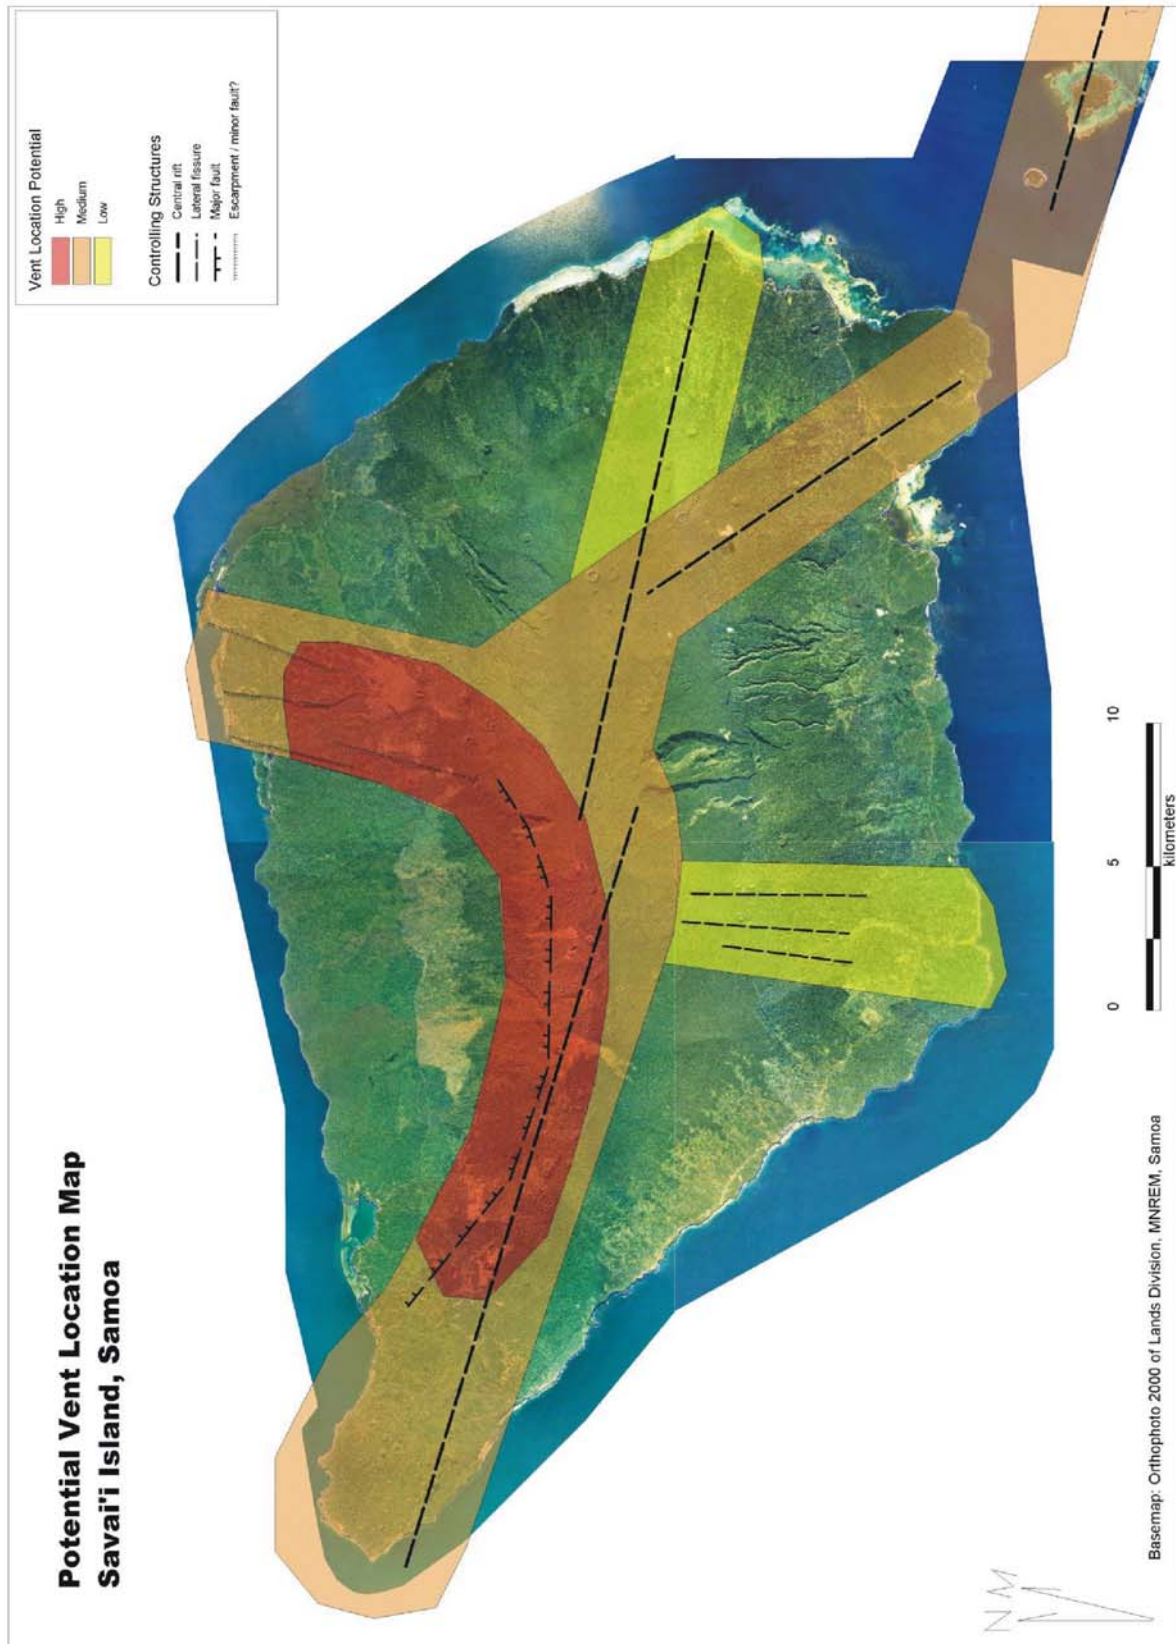 Potential Vent Location Map
Savai'i Island, Samoa
Vent Location Potential
High
Medium
Low
Controlling Structures
Central rift
Lateral fissure
Major fault
Escarpment / minor fault?
N M
0 5 10
kilometers
Basemap: Orthophoto 2000 of Lands Division, MNREM, Samoa